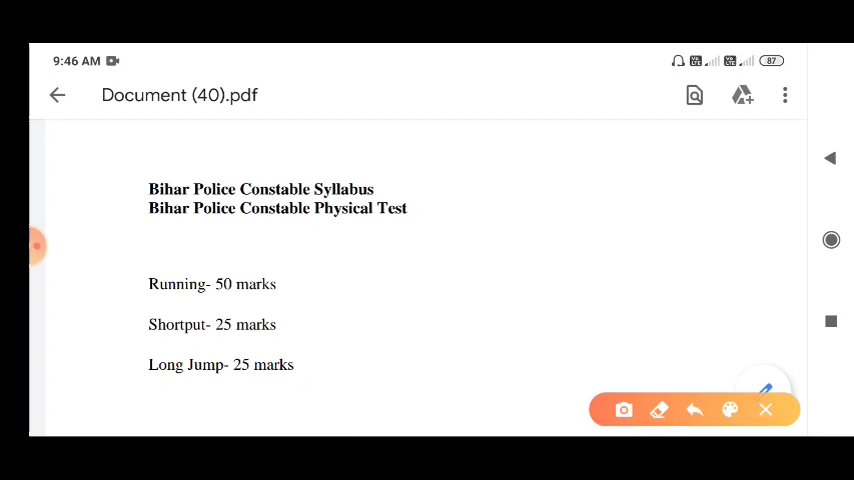 9:46 AM
87
Document (40).pdf
Bihar Police Constable Syllabus
Bihar Police Constable Physical Test
Running- 50 marks
Shortput- 25 marks
Long Jump- 25 marks